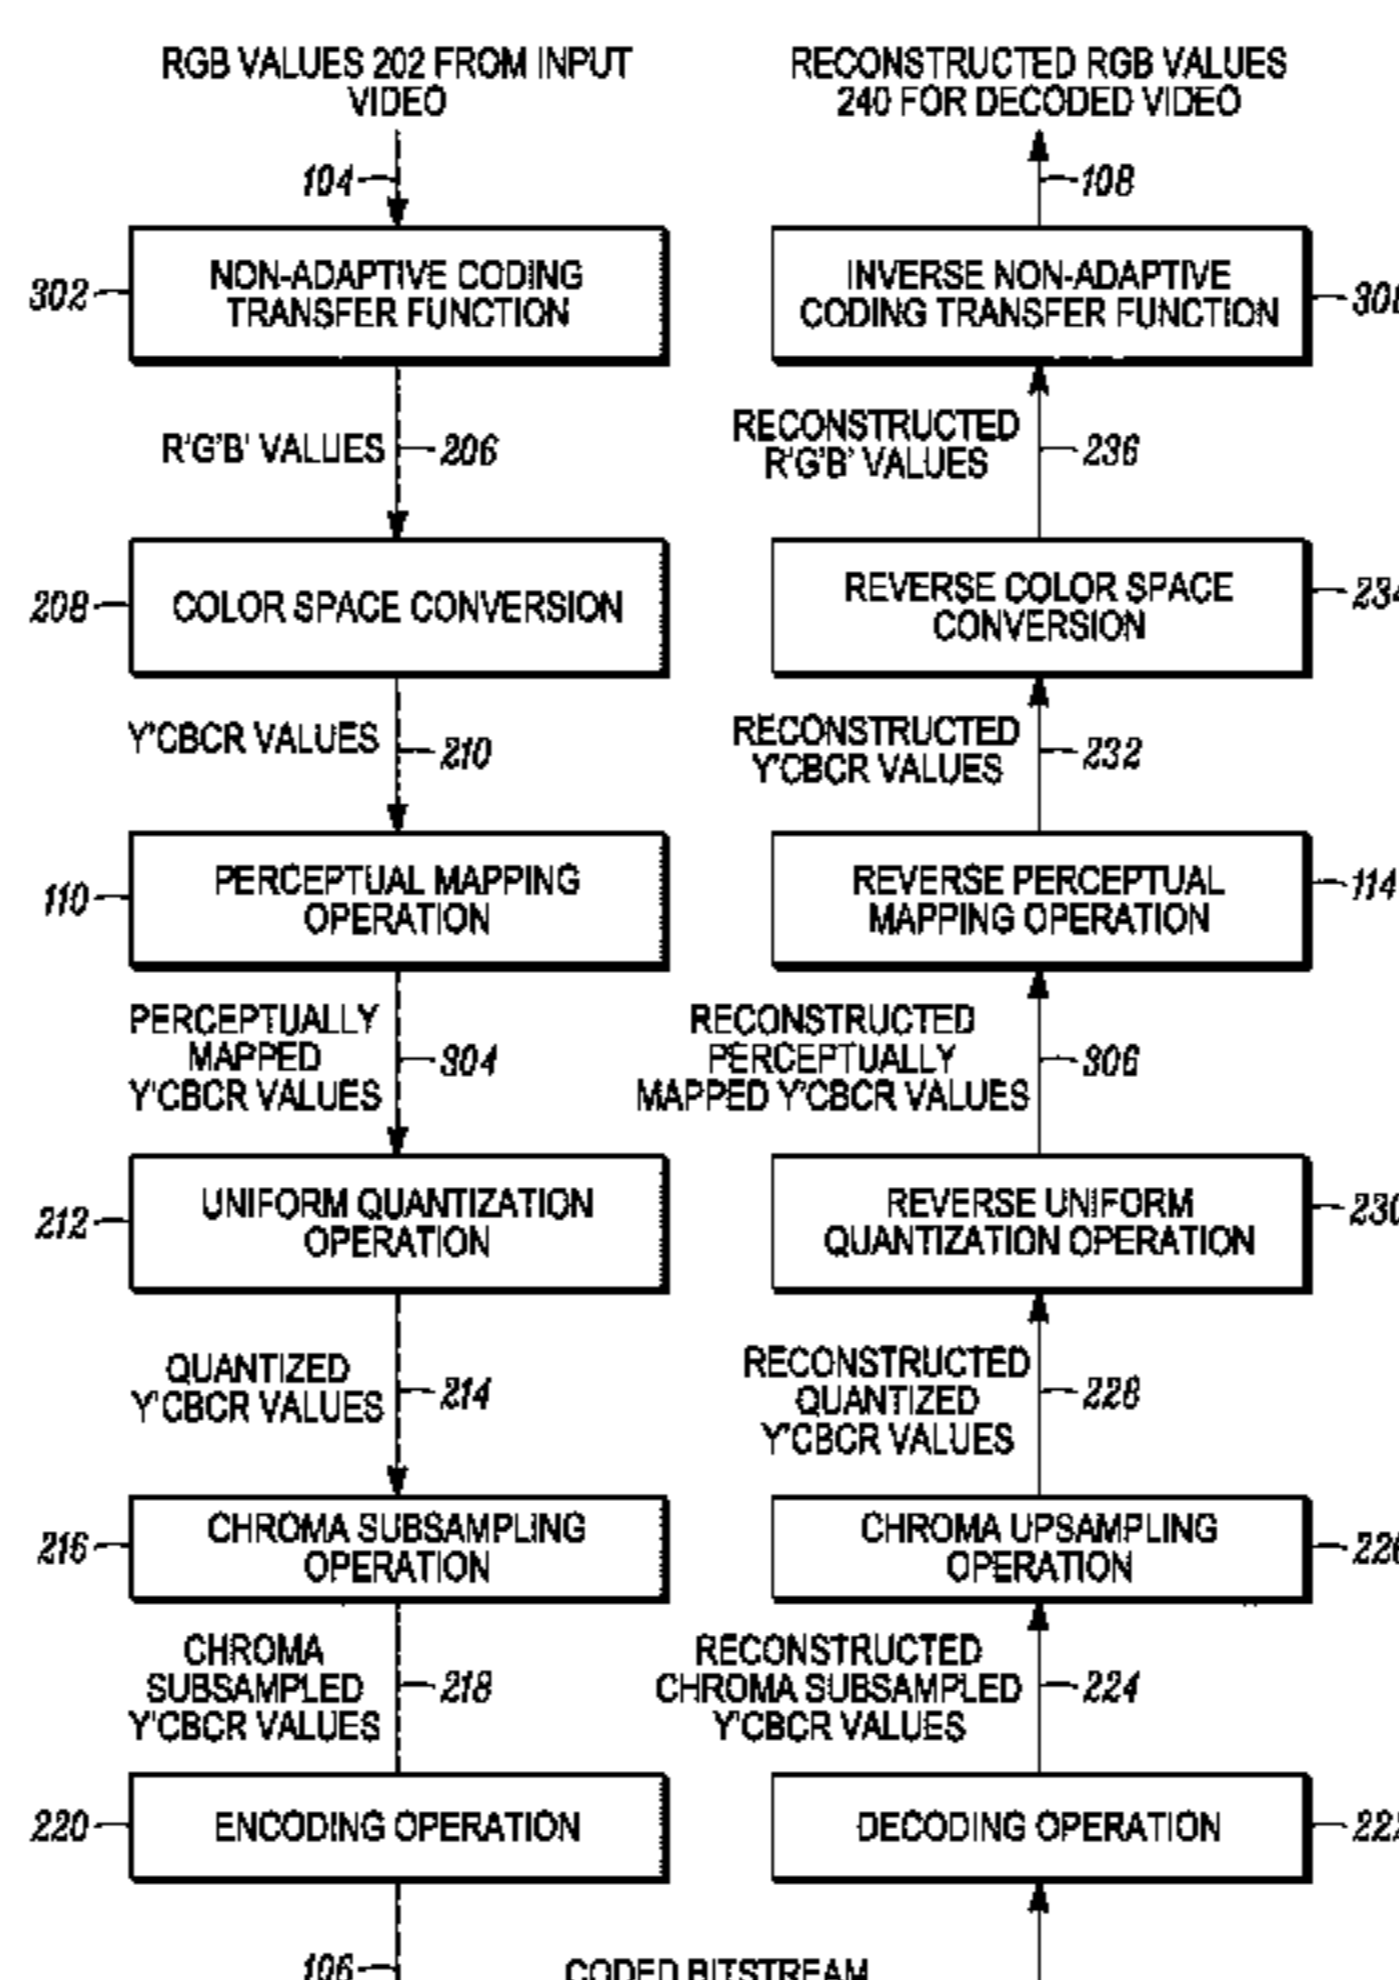 RGB VALUES 202 FROM INPUT
VIDEO
104
302
NON-ADAPTIVE CODING
TRANSFER FUNCTION
R'G'B' VALUES
206
208
COLOR SPACE CONVERSION
Y'CBCR VALUES
210
110
PERCEPTUAL MAPPING
OPERATION
PERCEPTUALLY
MAPPED
Y'CBCR VALUES
304
212
UNIFORM QUANTIZATION
OPERATION
QUANTIZED
Y'CBCR VALUES
214
216
CHROMA SUBSAMPLING
OPERATION
CHROMA
SUBSAMPLED
Y'CBCR VALUES
218
220
ENCODING OPERATION
106
CODED BITSTREAM
RECONSTRUCTED RGB VALUES
240 FOR DECODED VIDEO
108
INVERSE NON-ADAPTIVE
CODING TRANSFER FUNCTION
RECONSTRUCTED
R'G'B' VALUES
236
REVERSE COLOR SPACE
CONVERSION
234
RECONSTRUCTED
Y'CBCR VALUES
232
REVERSE PERCEPTUAL
MAPPING OPERATION
114
RECONSTRUCTED
PERCEPTUALLY
MAPPED Y'CBCR VALUES
306
REVERSE UNIFORM
QUANTIZATION OPERATION
230
RECONSTRUCTED
QUANTIZED
Y'CBCR VALUES
228
CHROMA UPSAMPLING
OPERATION
226
RECONSTRUCTED
CHROMA SUBSAMPLED
Y'CBCR VALUES
224
DECODING OPERATION
222